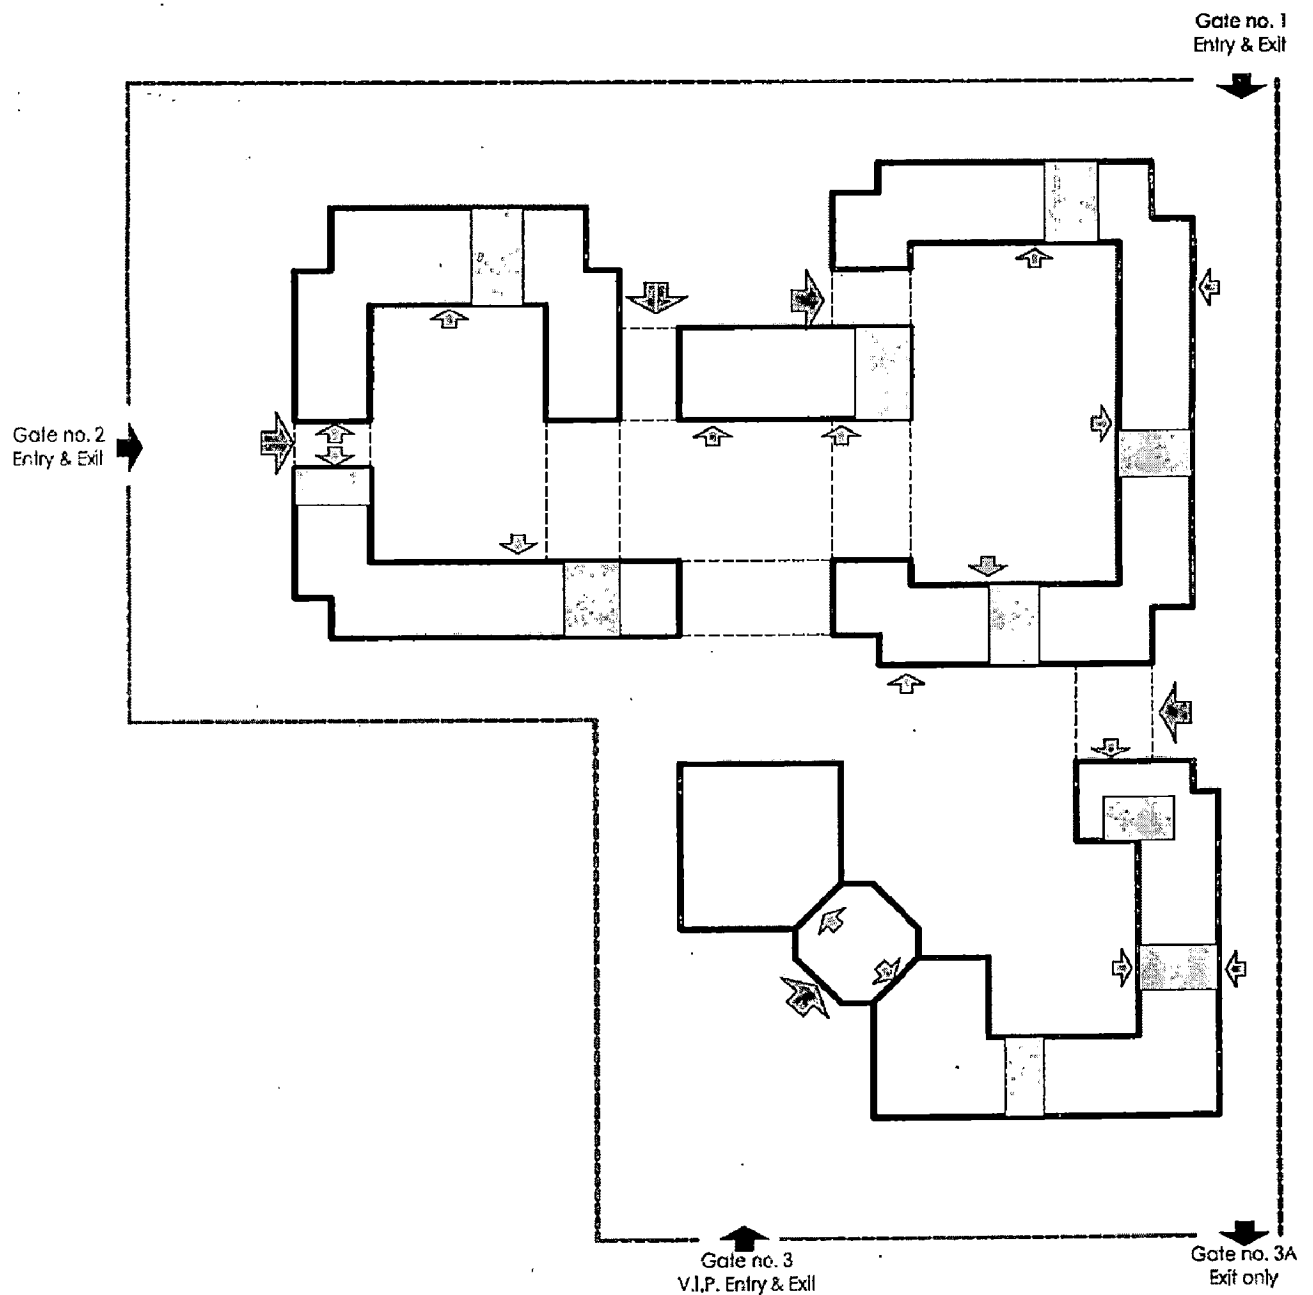 Gate no. 1
Entry & Exit
Gate no. 2
Entry & Exit
Gate no. 3
V.I.P. Entry & Exit
Gate no. 3A
Exit only